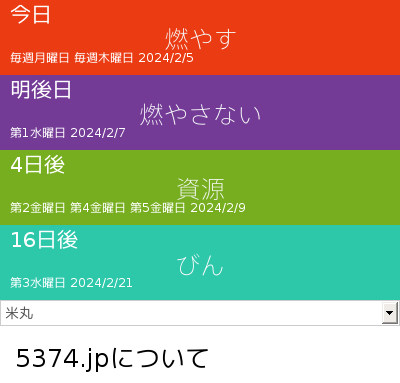 今日
燃やす
毎週月曜日 毎週木曜日 2024/2/5
明後日
燃やさない
第1水曜日 2024/2/7
4日後
資源
第2金曜日 第4金曜日 第5金曜日 2024/2/9
16日後
びん
第3水曜日 2024/2/21
米丸
5374.jpについて